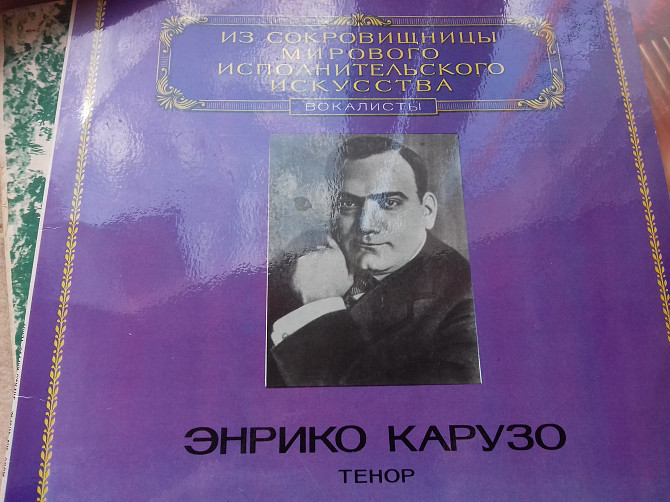 ИЗ СОКРОВИЩНИЦЫ
МИРОВОГО
ИСПОЛНИТЕЛЬСКОГО
ИСКУССТВА
ВОКАЛИСТЫ
ЭНРИКО КАРУЗО
ТЕНОР